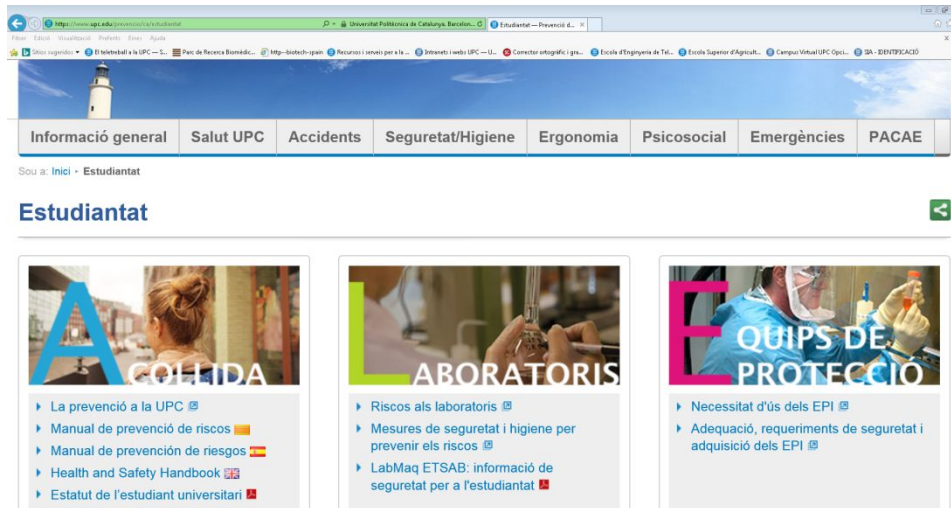 https://www.upc.edu/prevencio/ca/estudiantat
Universitat Politècnica de Catalunya. Barcelon...
Estudiantat — Prevenció d...
Fitxer Edició Visualització Preferits Eines Ajuda
Sitios sugeridos El teletreball a la UPC — S... Parc de Recerca Biomèdic... http--biotech-spain Recursos i serveis per a la ... Intranets i webs UPC — U... Corrector ortogràfic i gra... Escola d'Enginyeria de Tel... Escola Superior d'Agricult... Campus Virtual UPC Opci... SIA - IDENTIFICACIÓ
Informació general Salut UPC Accidents Seguretat/Higiene Ergonomia Psicosocial Emergències PACAE
Sou a: Inici › Estudiantat
Estudiantat
ACOLLIDA
La prevenció a la UPC
Manual de prevenció de riscos
Manual de prevención de riesgos
Health and Safety Handbook
Estatut de l'estudiant universitari
LABORATORIS
Riscos als laboratoris
Mesures de seguretat i higiene per
prevenir els riscos
LabMaq ETSAB: informació de
seguretat per a l'estudiantat
EQUIPS DE
PROTECCIÓ
Necessitat d'ús dels EPI
Adequació, requeriments de seguretat i
adquisició dels EPI